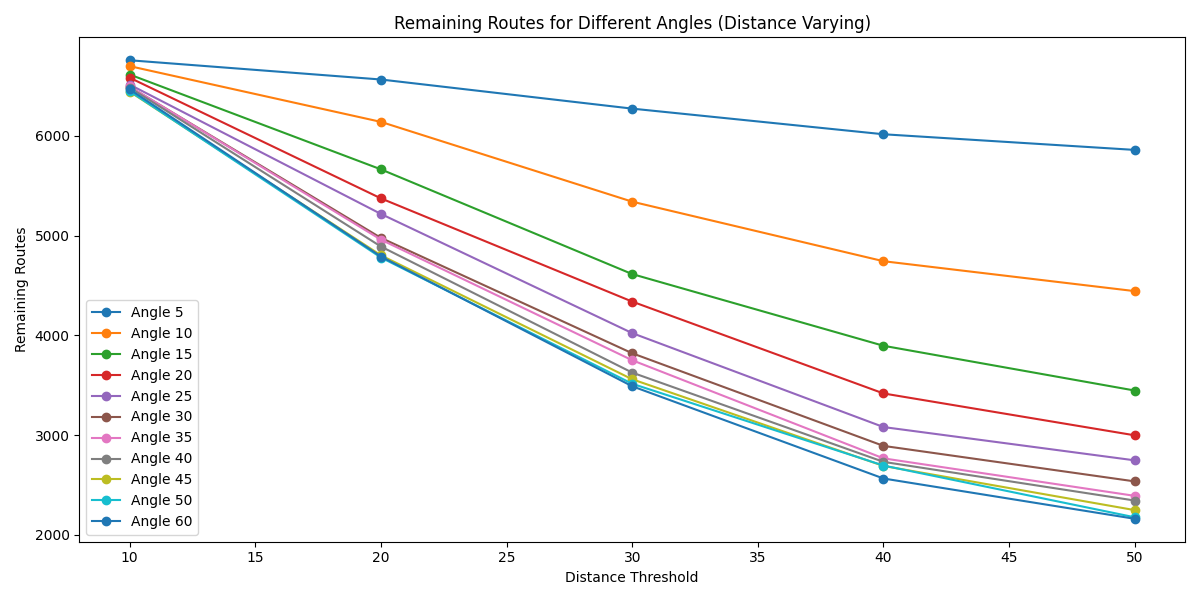 Remaining Routes for Different Angles (Distance Varying)
Remaining Routes
6000
5000
4000
3000
2000
Angle 5
Angle 10
Angle 15
Angle 20
Angle 25
Angle 30
Angle 35
Angle 40
Angle 45
Angle 50
Angle 60
10 15 20 25 30 35 40 45 50
Distance Threshold